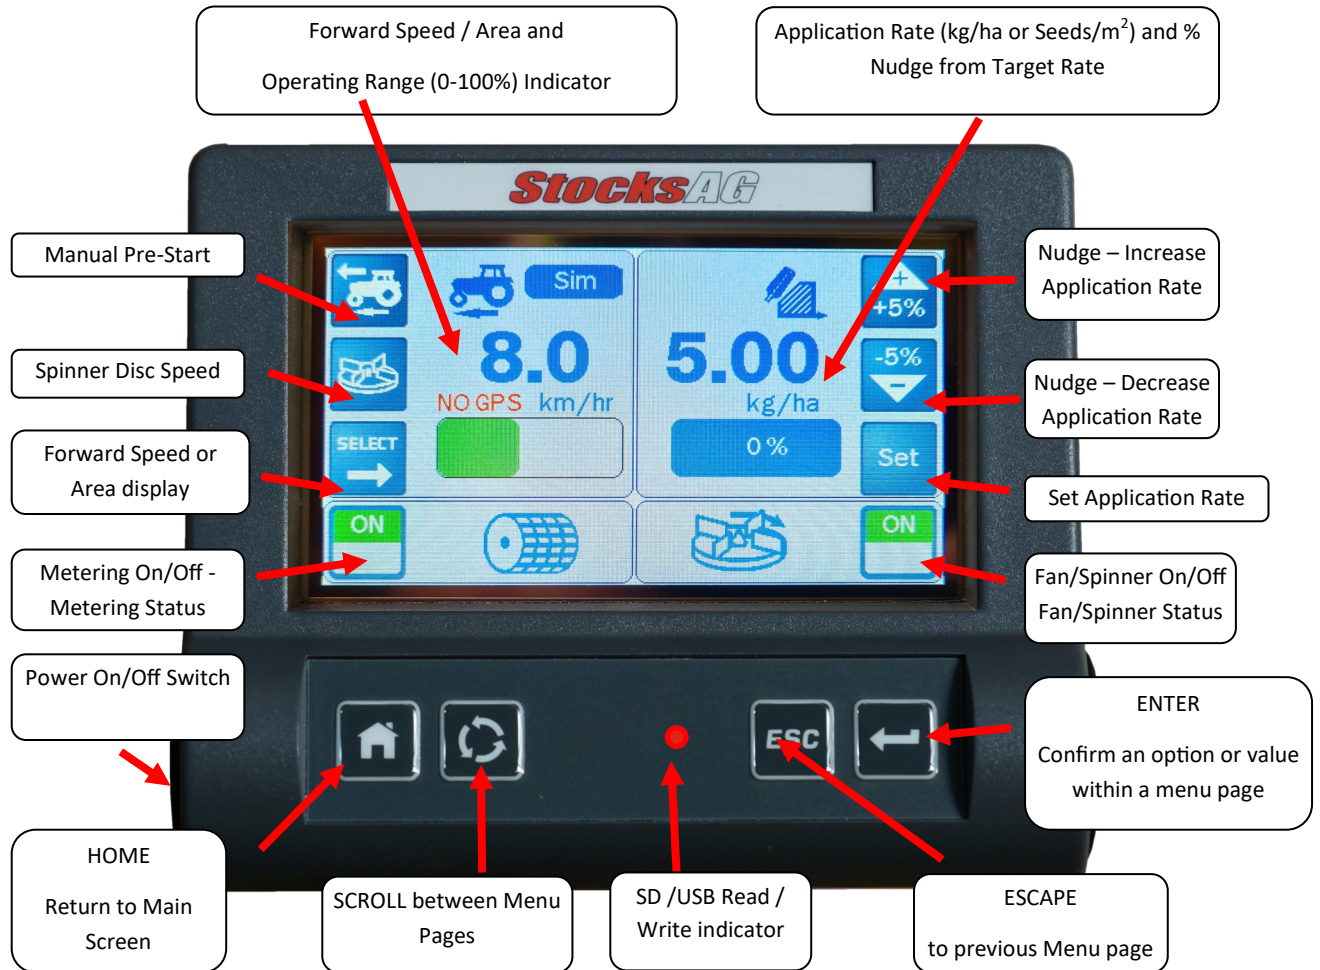 Forward Speed / Area and
Operating Range (0-100%) Indicator
Application Rate (kg/ha or Seeds/m²) and %
Nudge from Target Rate
StocksAG
Manual Pre-Start
Spinner Disc Speed
Forward Speed or
Area display
Metering On/Off -
Metering Status
Power On/Off Switch
Sim
8.0
NO GPS km/hr
SELECT
ON
5.00
kg/ha
0 %
+
+5%
-5%
−
Set
ON
Nudge – Increase
Application Rate
Nudge – Decrease
Application Rate
Set Application Rate
Fan/Spinner On/Off
Fan/Spinner Status
ESC
ENTER
Confirm an option or value
within a menu page
HOME
Return to Main
Screen
SCROLL between Menu
Pages
SD /USB Read /
Write indicator
ESCAPE
to previous Menu page